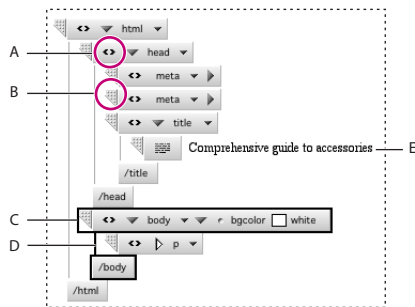 html
A head
meta
B meta
title
Comprehensive guide to accessories E
/title
/head
C body bgcolor white
D p
/body
/html